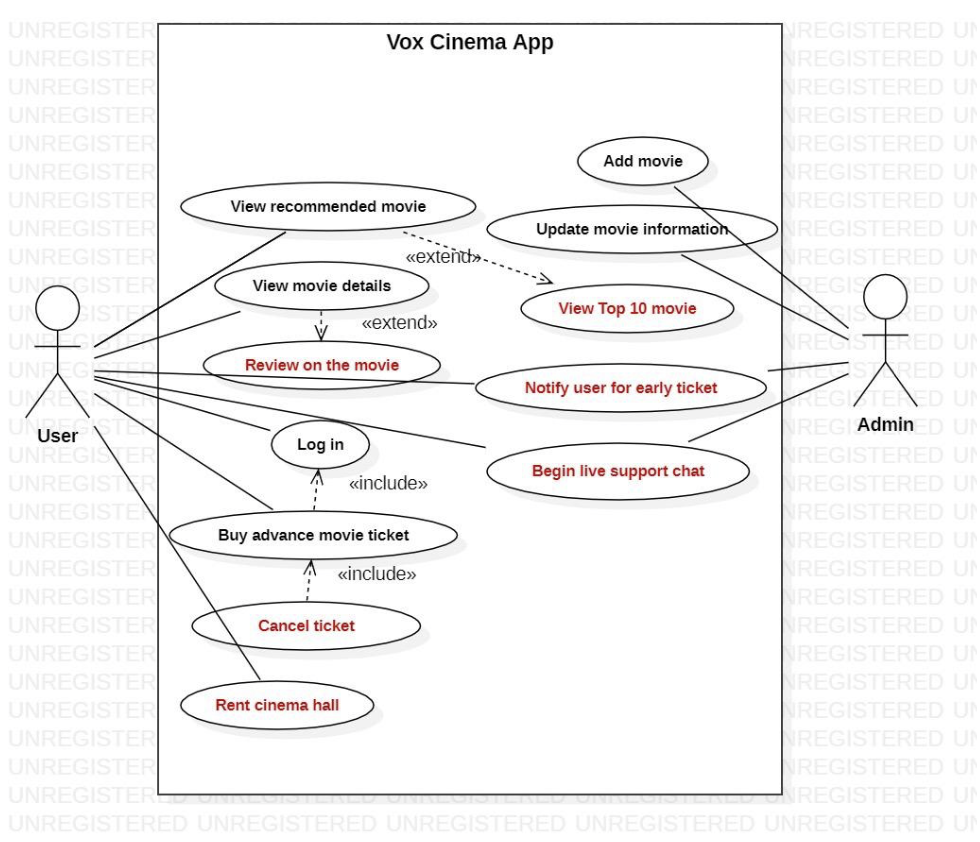 Vox Cinema App
Add movie
View recommended movie
Update movie information
«extend»
View movie details
View Top 10 movie
«extend»
Review on the movie
Notify user for early ticket
User
Admin
Log in
Begin live support chat
«include»
Buy advance movie ticket
«include»
Cancel ticket
Rent cinema hall
UNREGISTERED UNREGISTERED UNREGISTERED UNREGISTERED UNREGISTERED UN